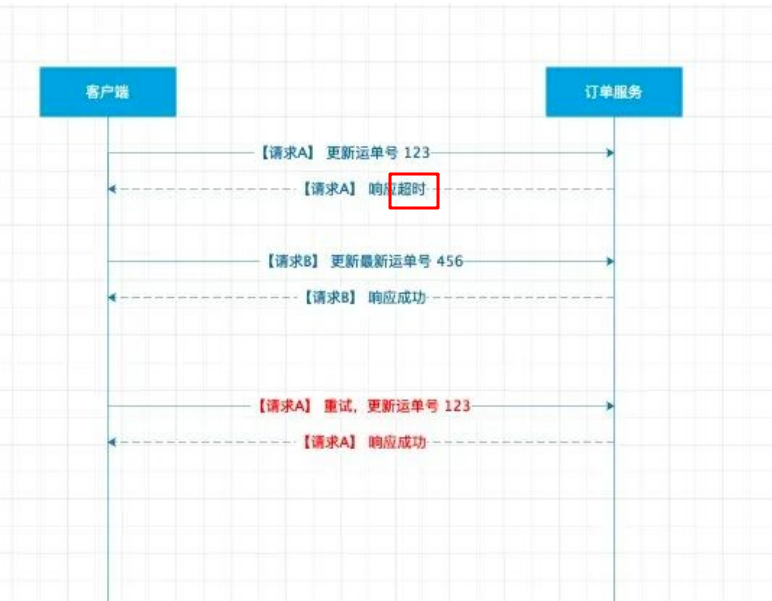 客户端
订单服务
【请求A】 更新运单号 123
【请求A】 响应超时
【请求B】 更新最新运单号 456
【请求B】 响应成功
【请求A】 重试，更新运单号 123
【请求A】 响应成功